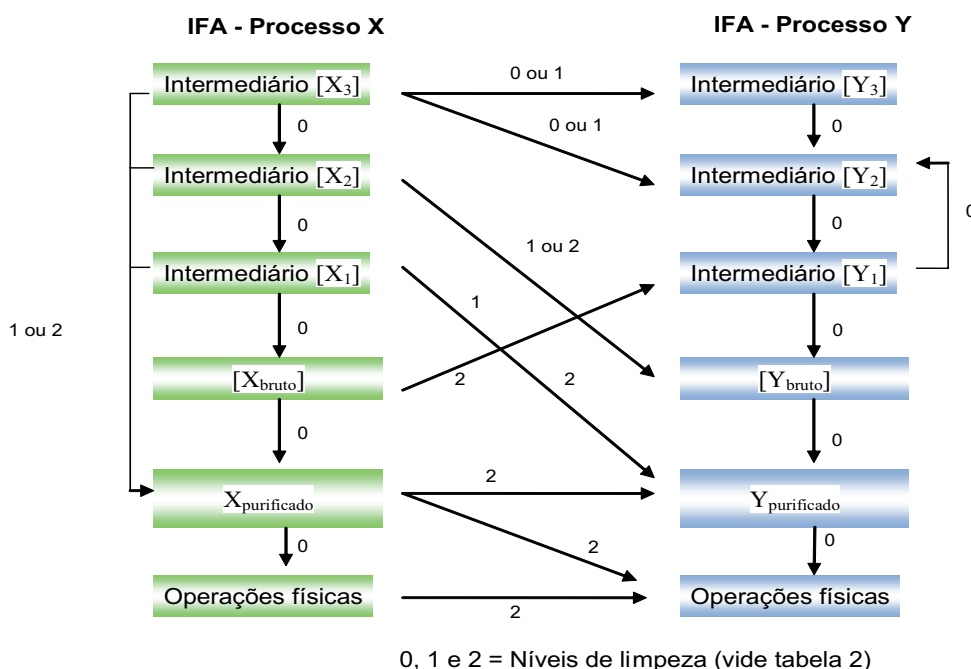 IFA - Processo X
IFA - Processo Y
Intermediário [X3]
0 ou 1
Intermediário [Y3]
0
0 ou 1
0
Intermediário [X2]
Intermediário [Y2]
0
0
0
1 ou 2
Intermediário [X1]
Intermediário [Y1]
1 ou 2
0
1
0
[Xbruto]
2
2
[Ybruto]
0
0
Xpurificado
2
Ypurificado
0
2
0
Operações físicas
2
Operações físicas
0, 1 e 2 = Níveis de limpeza (vide tabela 2)